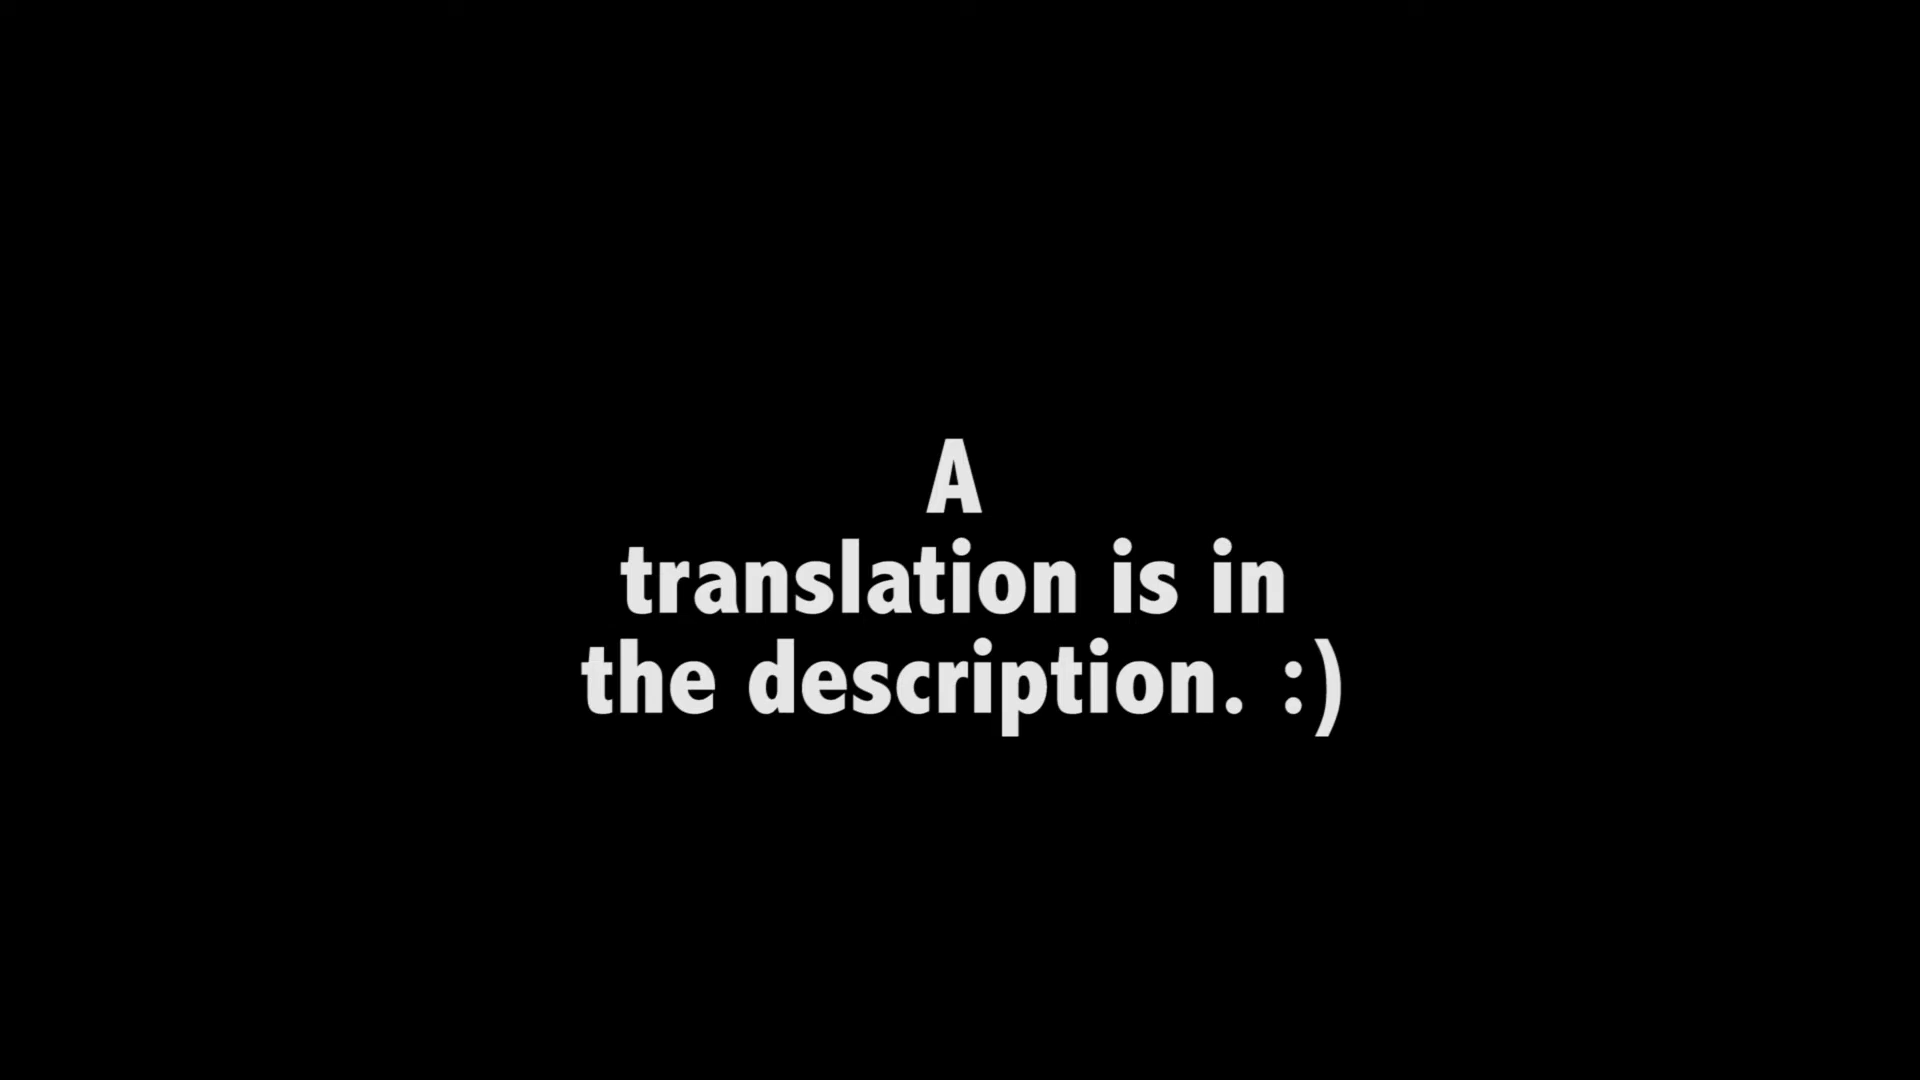 A
translation is in
the description. :)